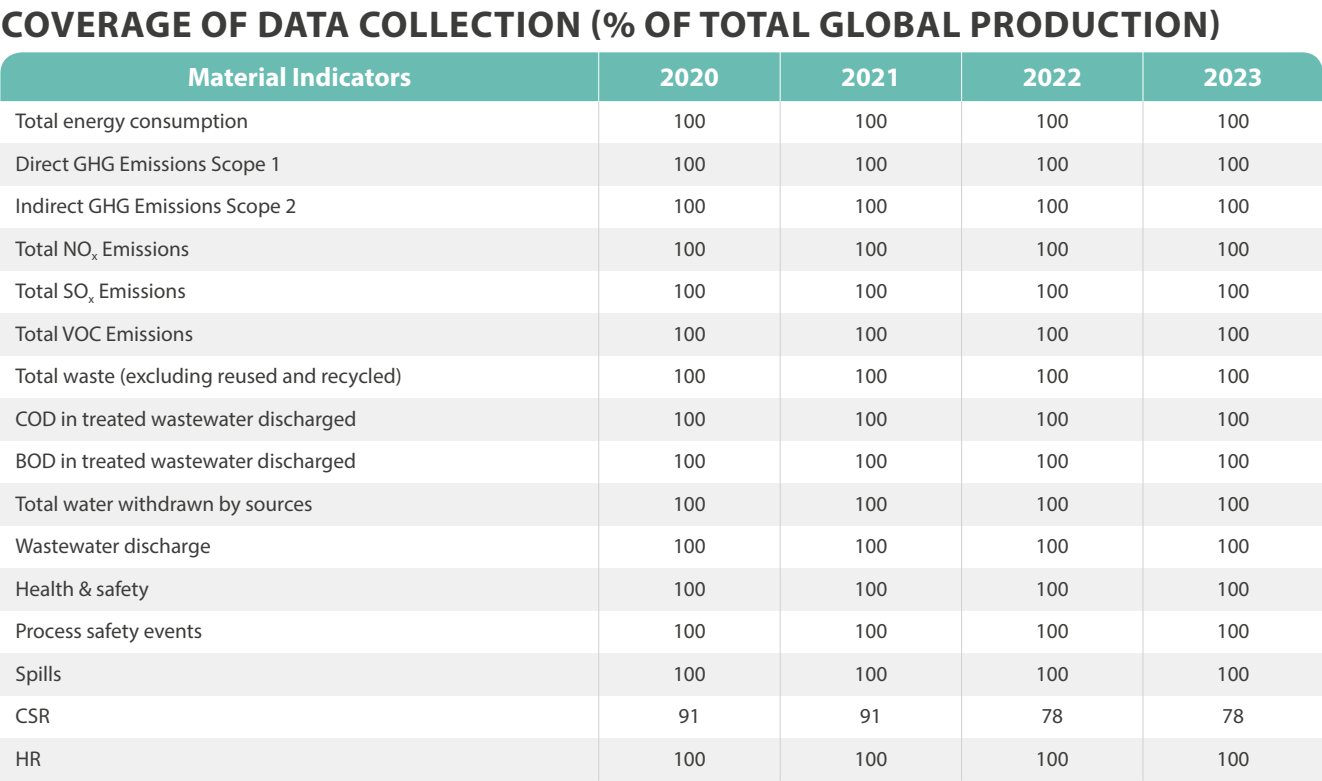 COVERAGE OF DATA COLLECTION (% OF TOTAL GLOBAL PRODUCTION)
Material Indicators 2020 2021 2022 2023
Total energy consumption 100 100 100 100
Direct GHG Emissions Scope 1 100 100 100 100
Indirect GHG Emissions Scope 2 100 100 100 100
Total NOx Emissions 100 100 100 100
Total SOx Emissions 100 100 100 100
Total VOC Emissions 100 100 100 100
Total waste (excluding reused and recycled) 100 100 100 100
COD in treated wastewater discharged 100 100 100 100
BOD in treated wastewater discharged 100 100 100 100
Total water withdrawn by sources 100 100 100 100
Wastewater discharge 100 100 100 100
Health & safety 100 100 100 100
Process safety events 100 100 100 100
Spills 100 100 100 100
CSR 91 91 78 78
HR 100 100 100 100